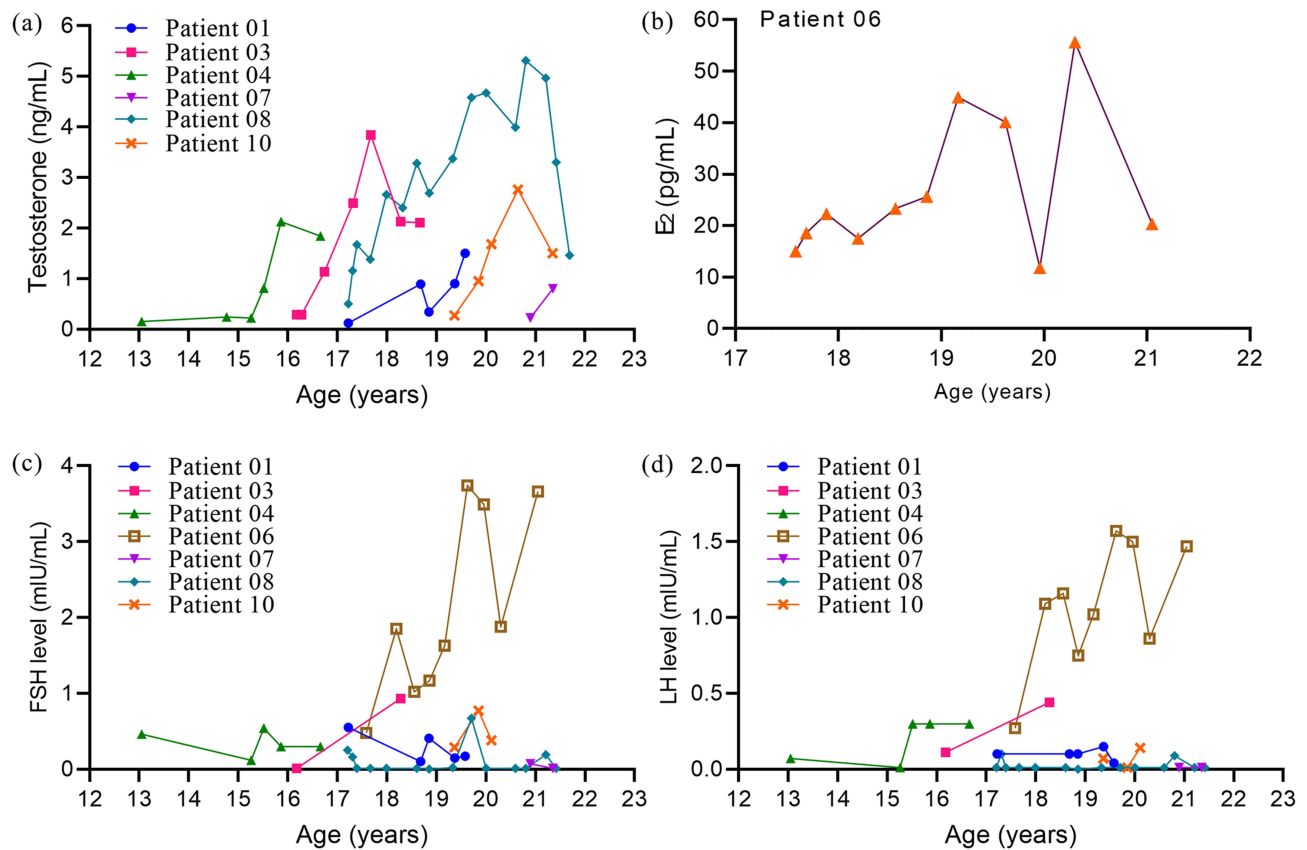 (a)
Patient 01
Patient 03
Patient 04
Patient 07
Patient 08
Patient 10
Testosterone (ng/mL)
6
5
4
3
2
1
0
12 13 14 15 16 17 18 19 20 21 22 23
Age (years)
(b)
Patient 06
E2 (pg/mL)
60
50
40
30
20
10
0
17 18 19 20 21 22
Age (years)
(c)
Patient 01
Patient 03
Patient 04
Patient 06
Patient 07
Patient 08
Patient 10
FSH level (mIU/mL)
4
3
2
1
0
12 13 14 15 16 17 18 19 20 21 22 23
Age (years)
(d)
Patient 01
Patient 03
Patient 04
Patient 06
Patient 07
Patient 08
Patient 10
LH level (mIU/mL)
2.0
1.5
1.0
0.5
0.0
12 13 14 15 16 17 18 19 20 21 22 23
Age (years)